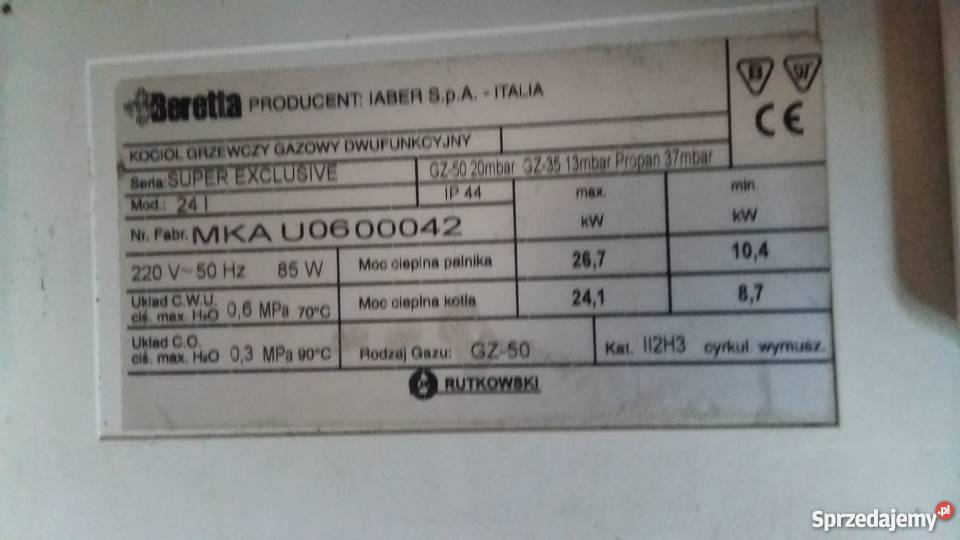 Beretta PRODUCENT: IABER S.p.A. - ITALIA
B W
CE
KOCIOŁ GRZEWCZY GAZOWY DWUFUNKCYJNY
Seria: SUPER EXCLUSIVE GZ-50 20mbar GZ-35 13mbar Propan 37mbar
Mod.: 24 I IP 44 max. kW min. kW
Nr. Fabr. MKA U0600042
220 V~50 Hz 85 W Moc cieplna palnika 26,7 10,4
Układ C.W.U. ciś. max. H₂O 0,6 MPa 70°C Moc cieplna kotła 24,1 8,7
Układ C.O. ciś. max. H₂O 0,3 MPa 90°C Rodzaj Gazu: GZ-50 Kat. II2H3 cyrkul. wymusz.
RUTKOWSKI
Sprzedajemy.pl